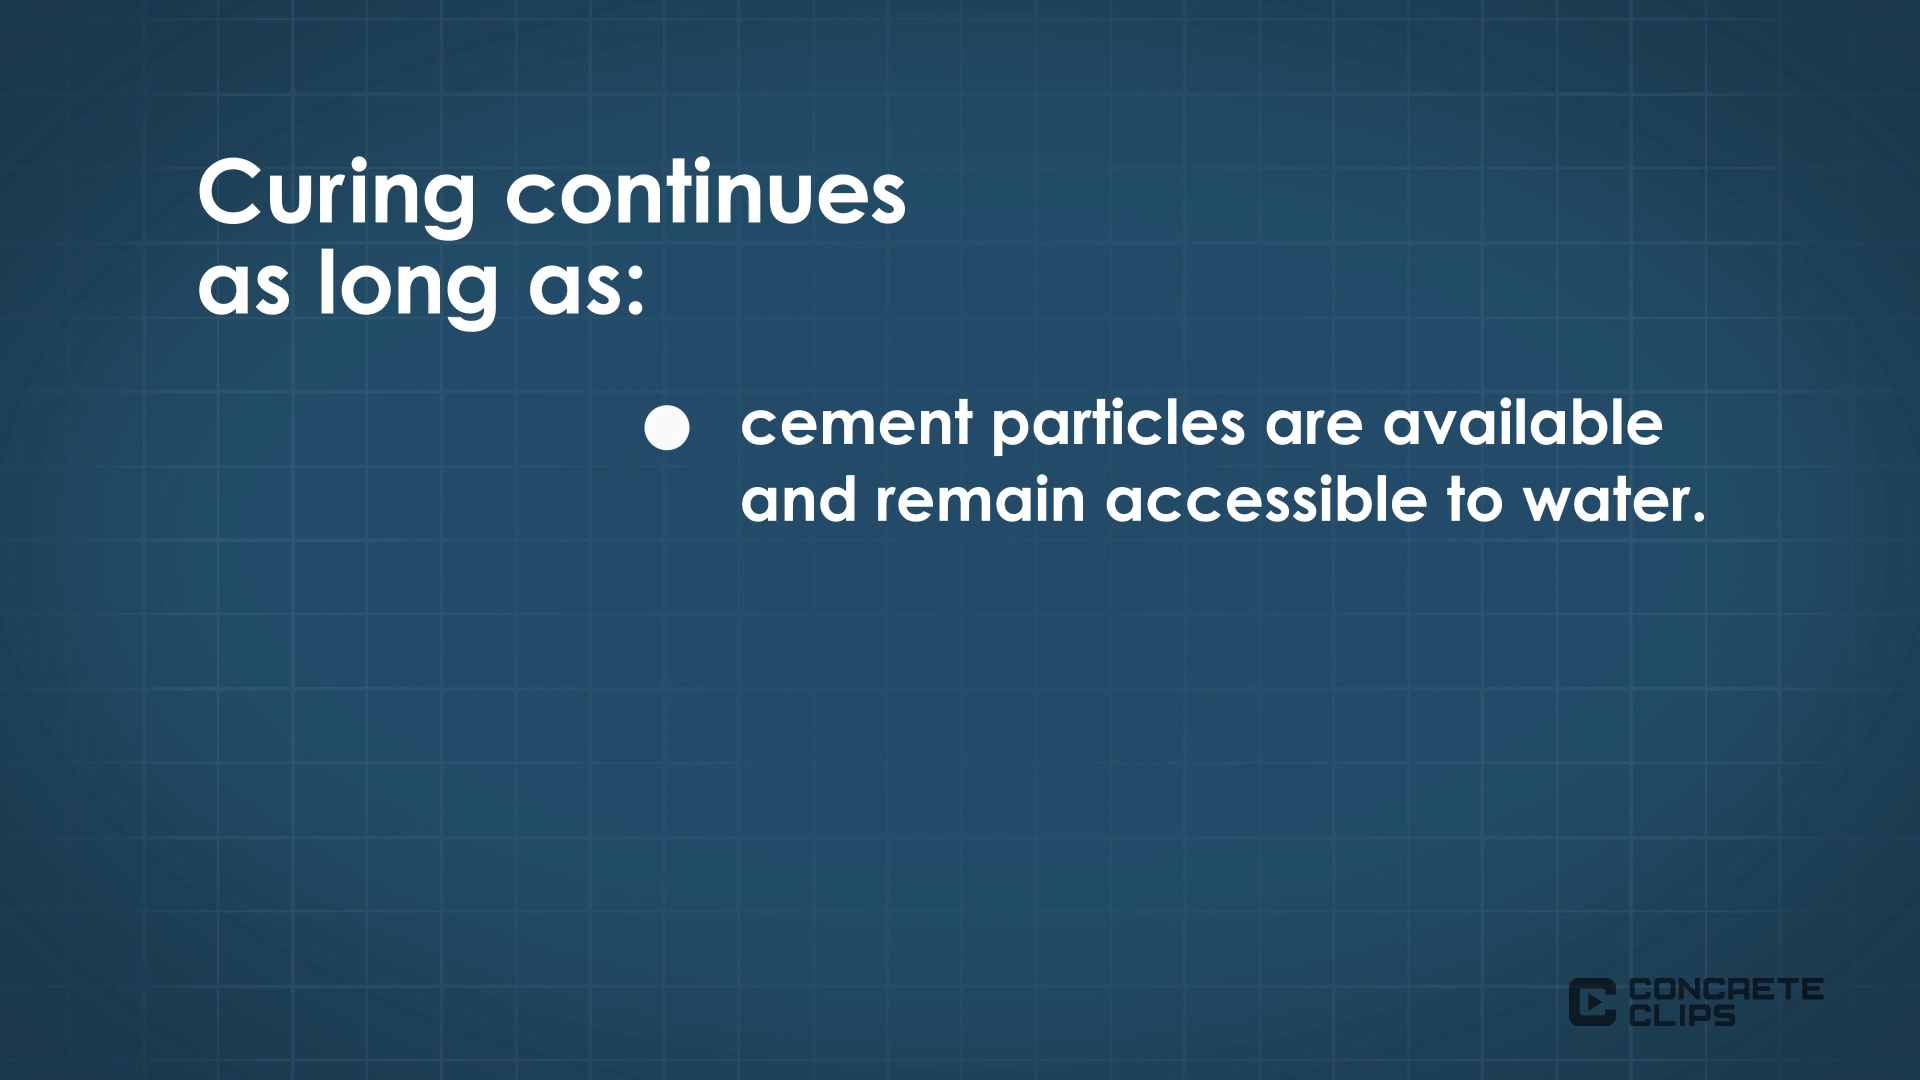 Curing continues
as long as:
cement particles are available
and remain accessible to water.
CONCRETE
CLIPS